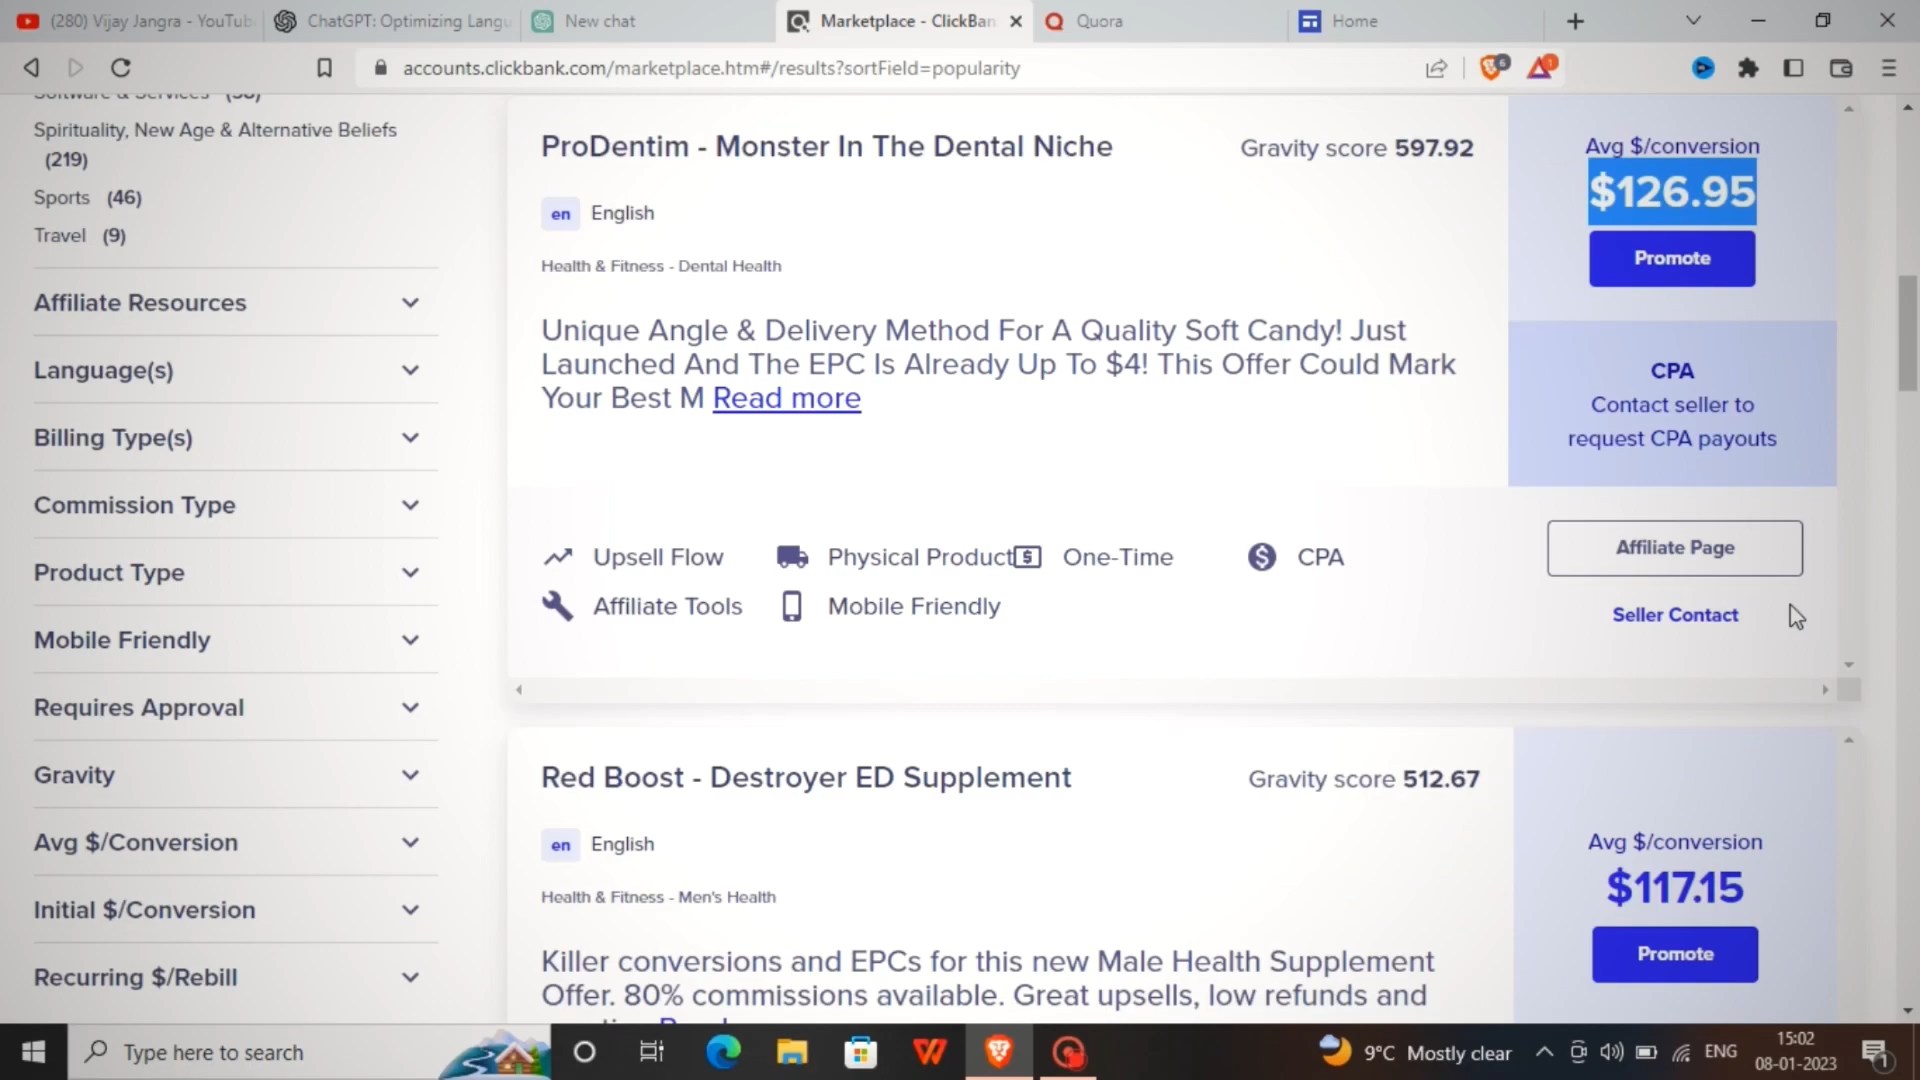 (280) Vijay Jangra - YouTub
ChatGPT: Optimizing Langu
New chat
Marketplace - ClickBan
Quora
Home
accounts.clickbank.com/marketplace.htm#/results?sortField=popularity
6
1
Software & Services (58)
Spirituality, New Age & Alternative Beliefs
(219)
Sports (46)
Travel (9)
Affiliate Resources
Language(s)
Billing Type(s)
Commission Type
Product Type
Mobile Friendly
Requires Approval
Gravity
Avg $/Conversion
Initial $/Conversion
Recurring $/Rebill
ProDentim - Monster In The Dental Niche
Gravity score 597.92
en English
Health & Fitness - Dental Health
Unique Angle & Delivery Method For A Quality Soft Candy! Just
Launched And The EPC Is Already Up To $4! This Offer Could Mark
Your Best M Read more
Avg $/conversion
$126.95
Promote
CPA
Contact seller to
request CPA payouts
Upsell Flow
Physical Product
One-Time
CPA
Affiliate Tools
Mobile Friendly
Affiliate Page
Seller Contact
Red Boost - Destroyer ED Supplement
Gravity score 512.67
en English
Health & Fitness - Men's Health
Killer conversions and EPCs for this new Male Health Supplement
Offer. 80% commissions available. Great upsells, low refunds and
Avg $/conversion
$117.15
Promote
Type here to search
9°C Mostly clear
ENG
15:02
08-01-2023
1